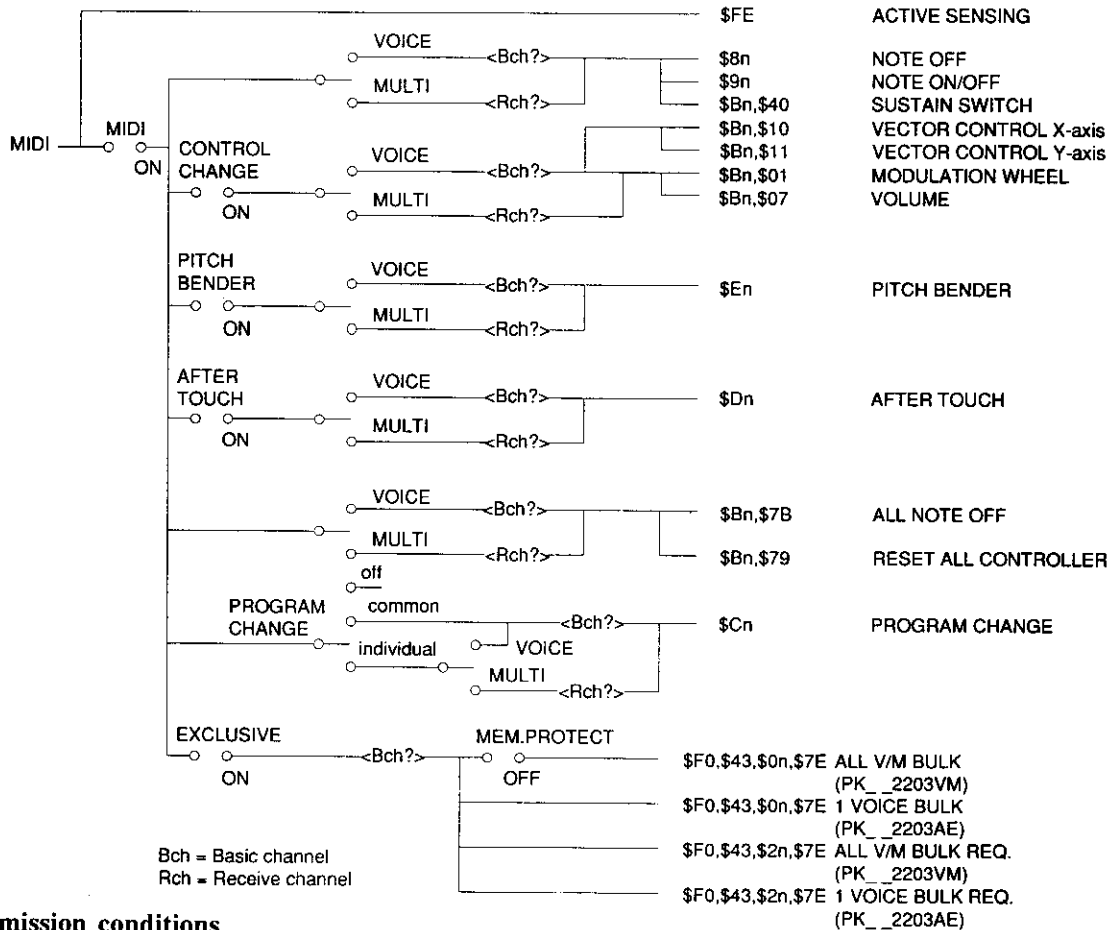 $FE ACTIVE SENSING
VOICE <Bch?> $8n NOTE OFF
$9n NOTE ON/OFF
MULTI <Rch?> $Bn,$40 SUSTAIN SWITCH
MIDI MIDI ON
CONTROL CHANGE ON
$Bn,$10 VECTOR CONTROL X-axis
VOICE <Bch?> $Bn,$11 VECTOR CONTROL Y-axis
$Bn,$01 MODULATION WHEEL
MULTI <Rch?> $Bn,$07 VOLUME
PITCH BENDER ON
VOICE <Bch?> $En PITCH BENDER
MULTI <Rch?>
AFTER TOUCH ON
VOICE <Bch?> $Dn AFTER TOUCH
MULTI <Rch?>
VOICE <Bch?> $Bn,$7B ALL NOTE OFF
MULTI <Rch?> $Bn,$79 RESET ALL CONTROLLER
off
PROGRAM CHANGE common <Bch?> $Cn PROGRAM CHANGE
individual VOICE
MULTI <Rch?>
EXCLUSIVE ON <Bch?> MEM.PROTECT OFF
$F0,$43,$0n,$7E ALL V/M BULK
(PK_ _2203VM)
$F0,$43,$0n,$7E 1 VOICE BULK
(PK_ _2203AE)
$F0,$43,$2n,$7E ALL V/M BULK REQ.
(PK_ _2203VM)
$F0,$43,$2n,$7E 1 VOICE BULK REQ.
(PK_ _2203AE)
Bch = Basic channel
Rch = Receive channel
mission conditions